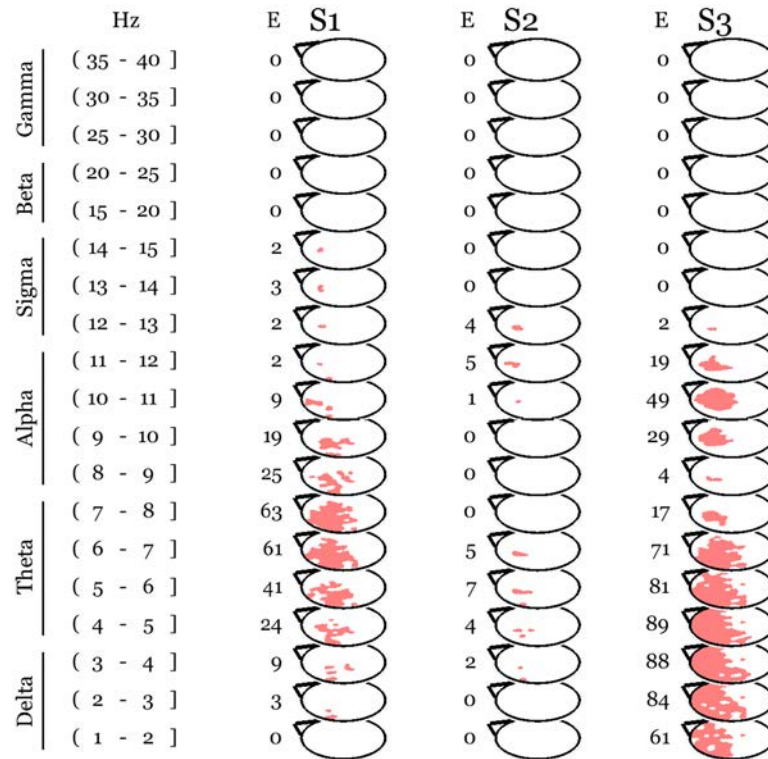 Hz E S1 E S2 E S3
Gamma
( 35 - 40 ] 0 0 0
( 30 - 35 ] 0 0 0
( 25 - 30 ] 0 0 0
Beta
( 20 - 25 ] 0 0 0
( 15 - 20 ] 0 0 0
Sigma
( 14 - 15 ] 2 0 0
( 13 - 14 ] 3 0 0
( 12 - 13 ] 2 4 2
Alpha
( 11 - 12 ] 2 5 19
( 10 - 11 ] 9 1 49
( 9 - 10 ] 19 0 29
( 8 - 9 ] 25 0 4
Theta
( 7 - 8 ] 63 0 17
( 6 - 7 ] 61 5 71
( 5 - 6 ] 41 7 81
( 4 - 5 ] 24 4 89
Delta
( 3 - 4 ] 9 2 88
( 2 - 3 ] 3 0 84
( 1 - 2 ] 0 0 61